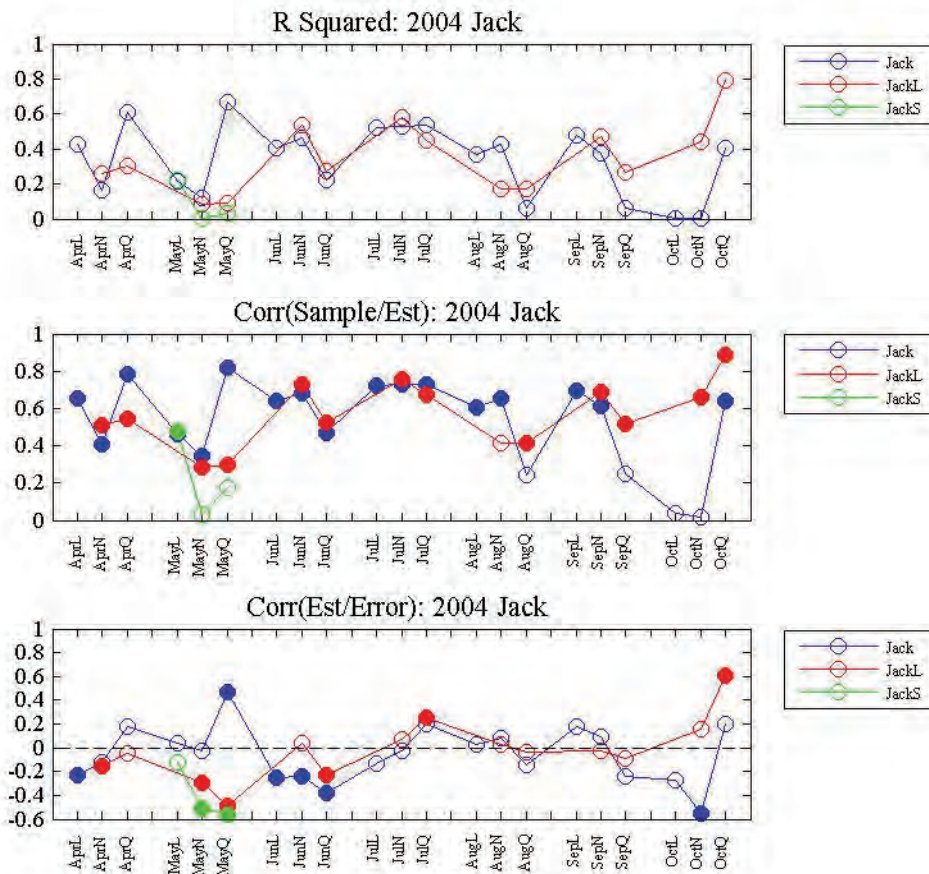 R Squared: 2004 Jack
1
0.8
0.6
0.4
0.2
0
AprL AprN AprQ MayL MayN MayQ JunL JunN JunQ JulL JulN JulQ AugL AugN AugQ SepL SepN SepQ OctL OctN OctQ
Jack
JackL
JackS
Corr(Sample/Est): 2004 Jack
1
0.8
0.6
0.4
0.2
0
AprL AprN AprQ MayL MayN MayQ JunL JunN JunQ JulL JulN JulQ AugL AugN AugQ SepL SepN SepQ OctL OctN OctQ
Jack
JackL
JackS
Corr(Est/Error): 2004 Jack
1
0.8
0.6
0.4
0.2
0
-0.2
-0.4
-0.6
AprL AprN AprQ MayL MayN MayQ JunL JunN JunQ JulL JulN JulQ AugL AugN AugQ SepL SepN SepQ OctL OctN OctQ
Jack
JackL
JackS